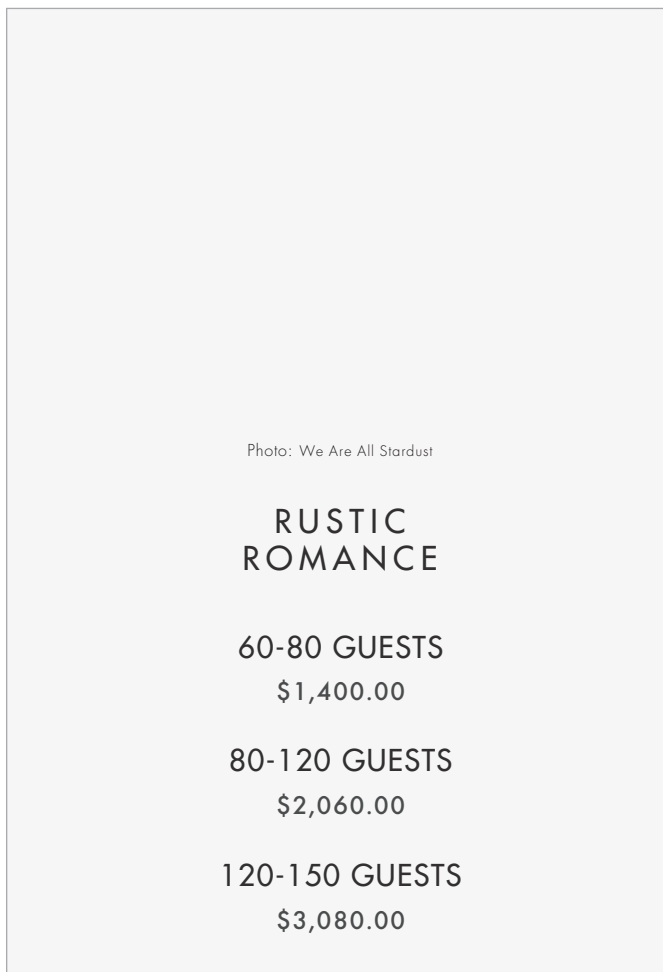 Photo: We Are All Stardust
RUSTIC
ROMANCE
60-80 GUESTS
$1,400.00
80-120 GUESTS
$2,060.00
120-150 GUESTS
$3,080.00